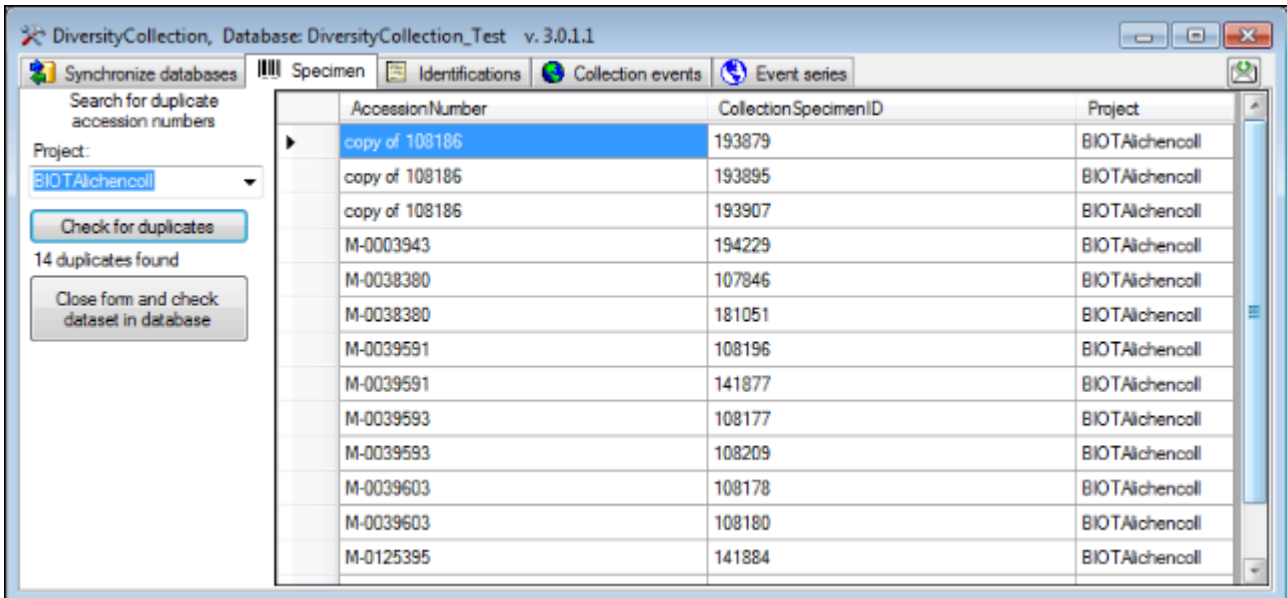 DiversityCollection, Database: DiversityCollection_Test v. 3.0.1.1
Synchronize databases Specimen Identifications Collection events Event series
Search for duplicate
accession numbers
Project:
BIOTAlichencoll
Check for duplicates
14 duplicates found
Close form and check
dataset in database
AccessionNumber CollectionSpecimenID Project
copy of 108186 193879 BIOTAlichencoll
copy of 108186 193895 BIOTAlichencoll
copy of 108186 193907 BIOTAlichencoll
M-0003943 194229 BIOTAlichencoll
M-0038380 107846 BIOTAlichencoll
M-0038380 181051 BIOTAlichencoll
M-0039591 108196 BIOTAlichencoll
M-0039591 141877 BIOTAlichencoll
M-0039593 108177 BIOTAlichencoll
M-0039593 108209 BIOTAlichencoll
M-0039603 108178 BIOTAlichencoll
M-0039603 108180 BIOTAlichencoll
M-0125395 141884 BIOTAlichencoll